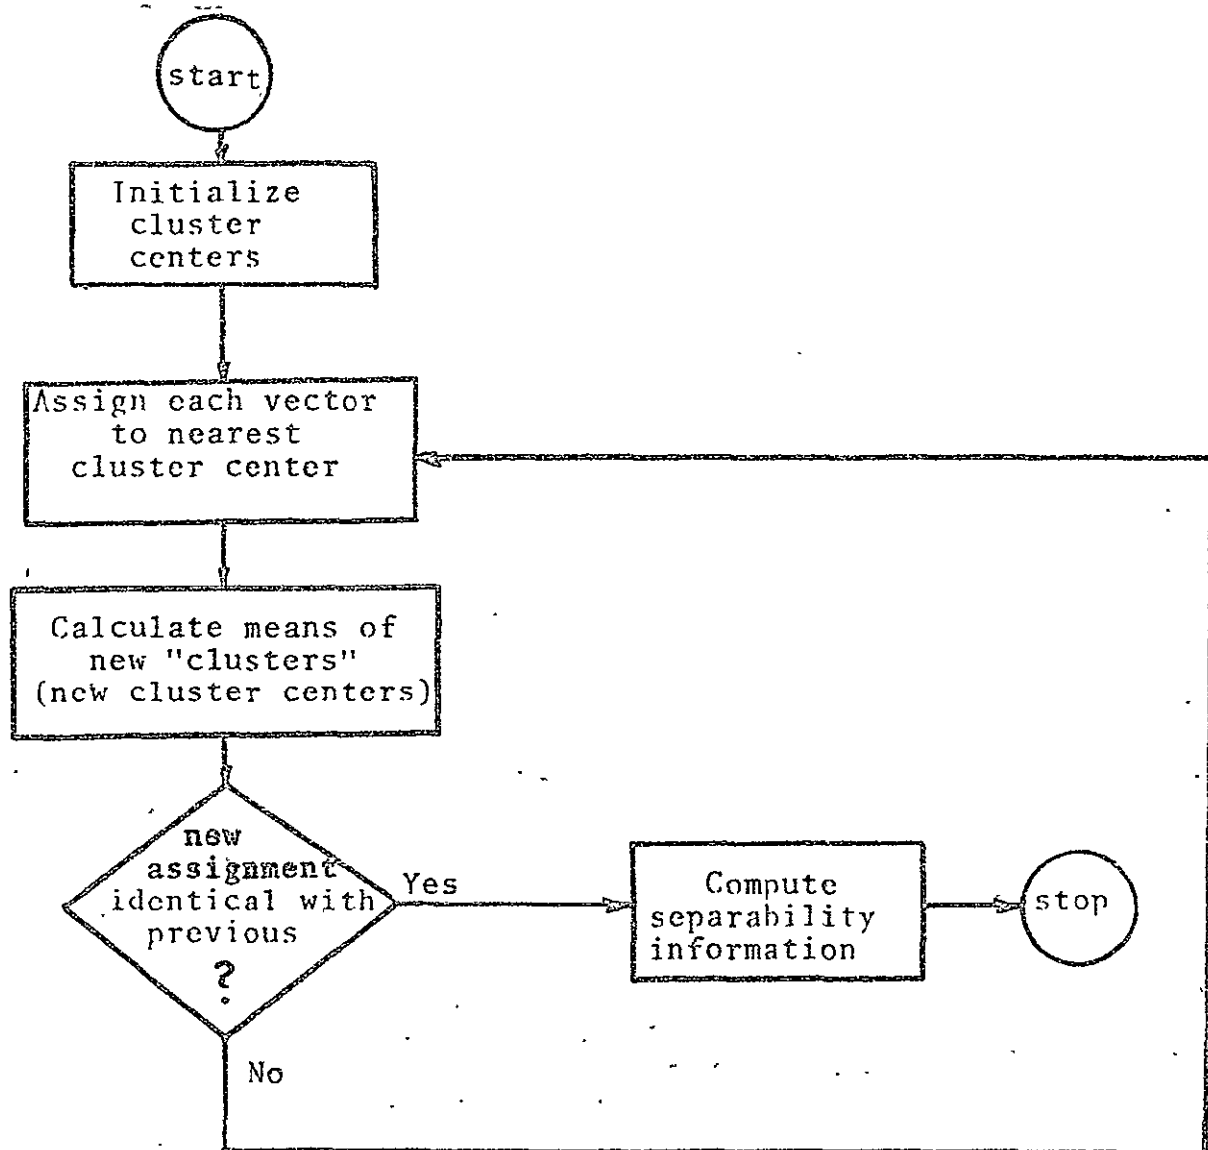 start
Initialize
cluster
centers
Assign each vector
to nearest
cluster center
Calculate means of
new "clusters"
(new cluster centers)
new
assignment
identical with
previous
?
Yes
Compute
separability
information
stop
No